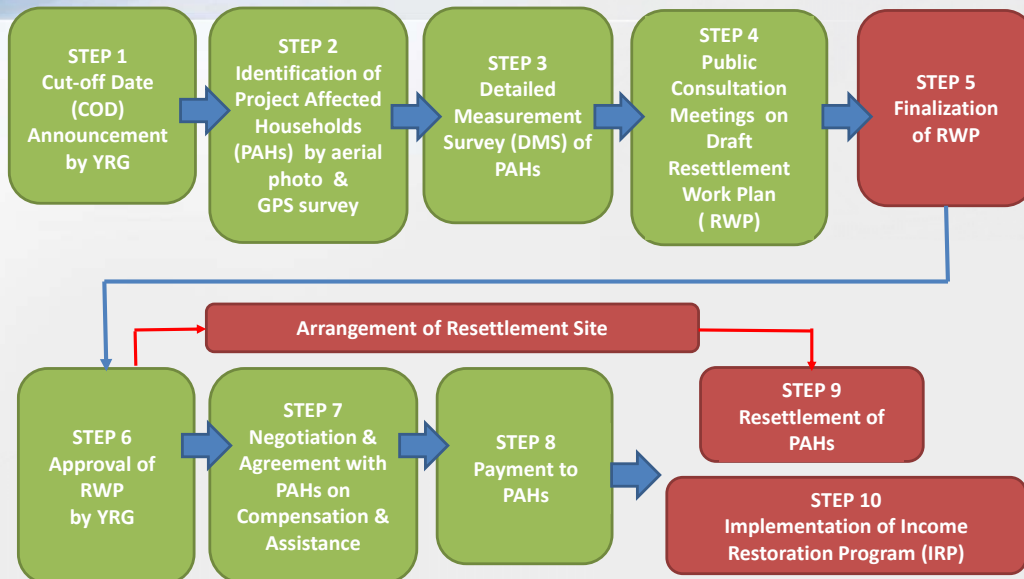 STEP 1
Cut-off Date
(COD)
Announcement
by YRG
STEP 2
Identification of
Project Affected
Households
(PAHs) by aerial
photo &
GPS survey
STEP 3
Detailed
Measurement
Survey (DMS) of
PAHs
STEP 4
Public
Consultation
Meetings on
Draft
Resettlement
Work Plan
( RWP)
STEP 5
Finalization
of RWP
Arrangement of Resettlement Site
STEP 6
Approval of
RWP
by YRG
STEP 7
Negotiation &
Agreement with
PAHs on
Compensation &
Assistance
STEP 8
Payment to
PAHs
STEP 9
Resettlement of
PAHs
STEP 10
Implementation of Income
Restoration Program (IRP)